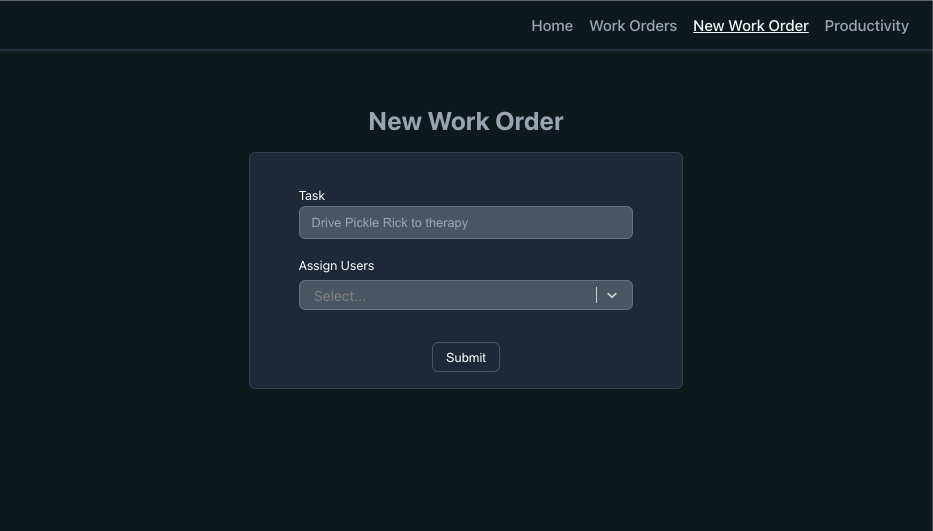 Home Work Orders New Work Order Productivity
New Work Order
Task
Drive Pickle Rick to therapy
Assign Users
Select...
Submit